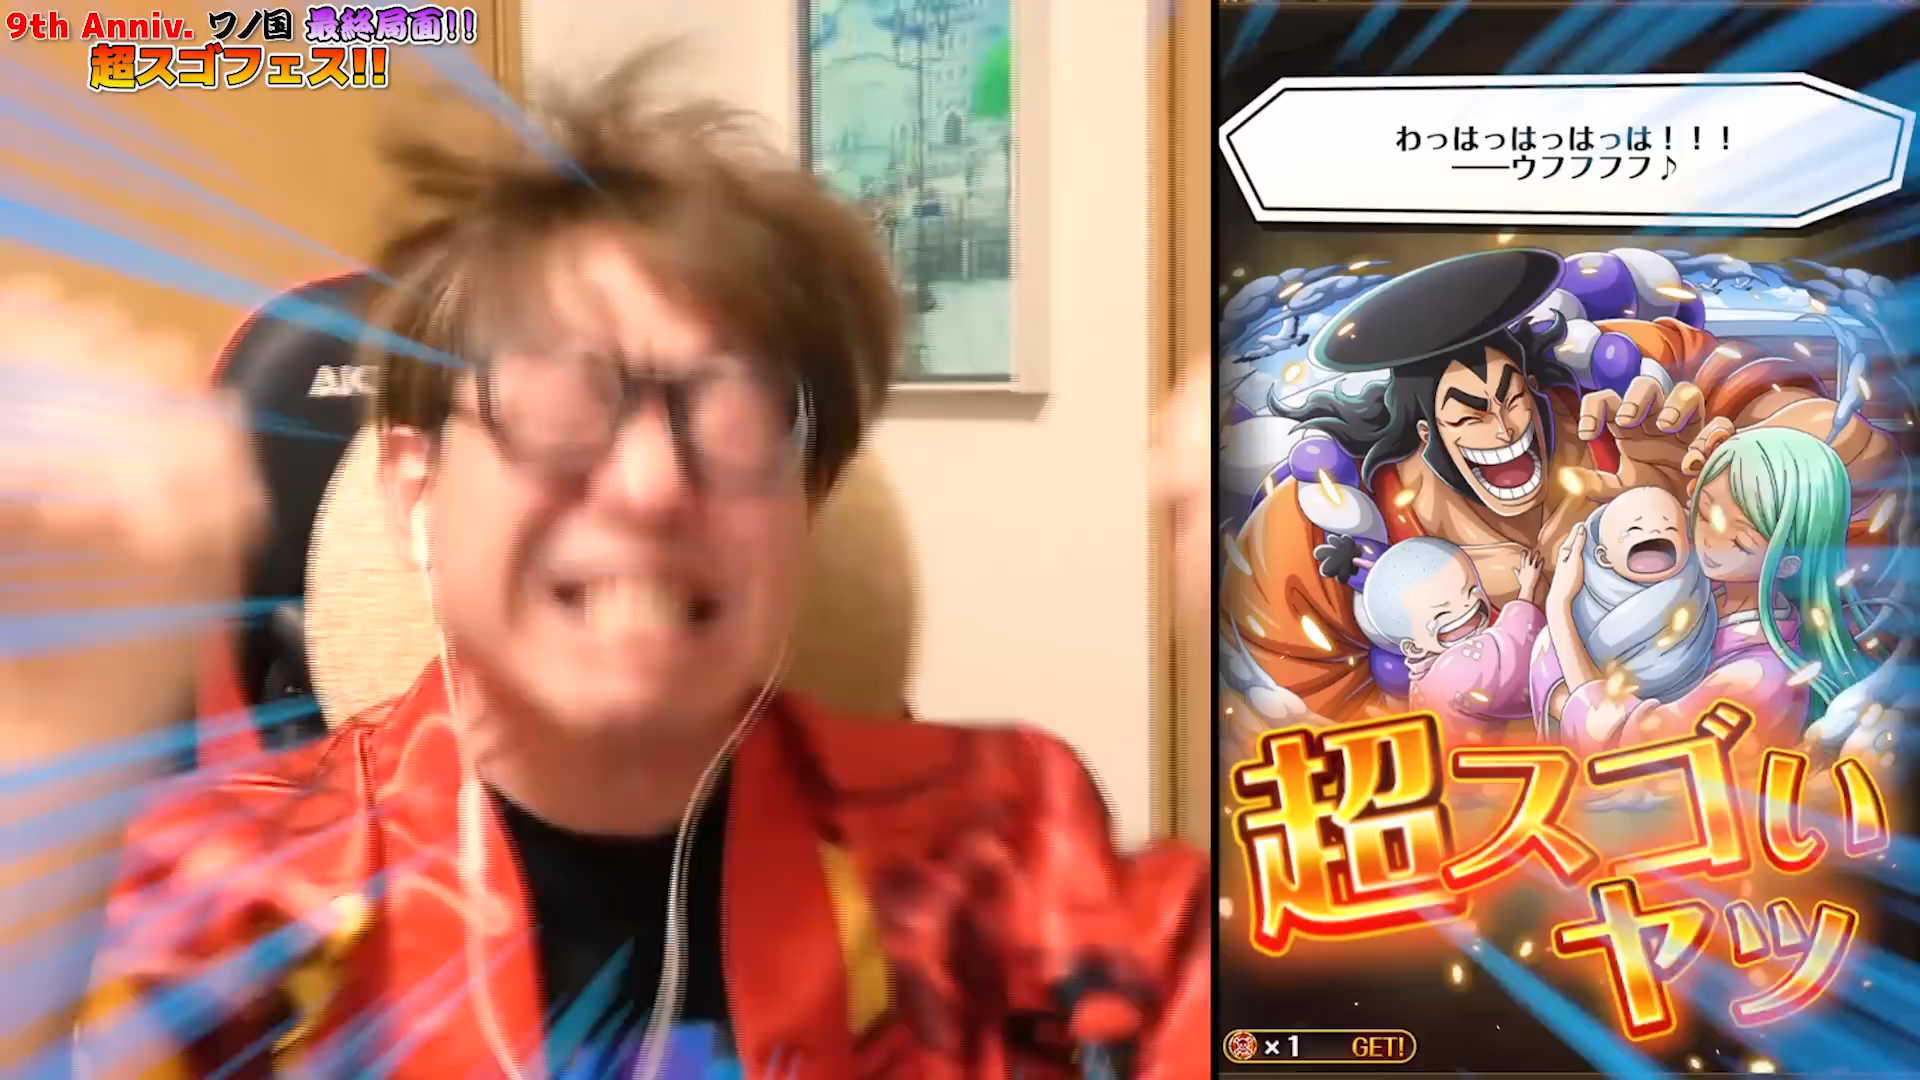 9th Anniv. ワノ国 最終局面!!
超スゴフェス!!
わっはっはっはっは！！！
──ウフフフフ♪
超スゴい
ヤツ
×1 GET!